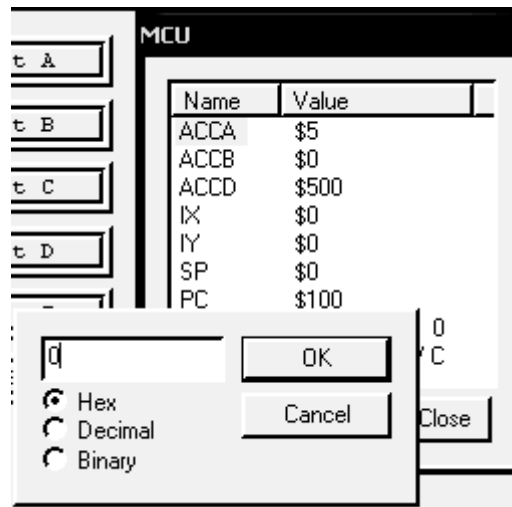 MCU
t A
t B
t C
t D
Name Value
ACCA $5
ACCB $0
ACCD $500
IX $0
IY $0
SP $0
PC $100
0
C
Close
0
OK
Cancel
Hex
Decimal
Binary